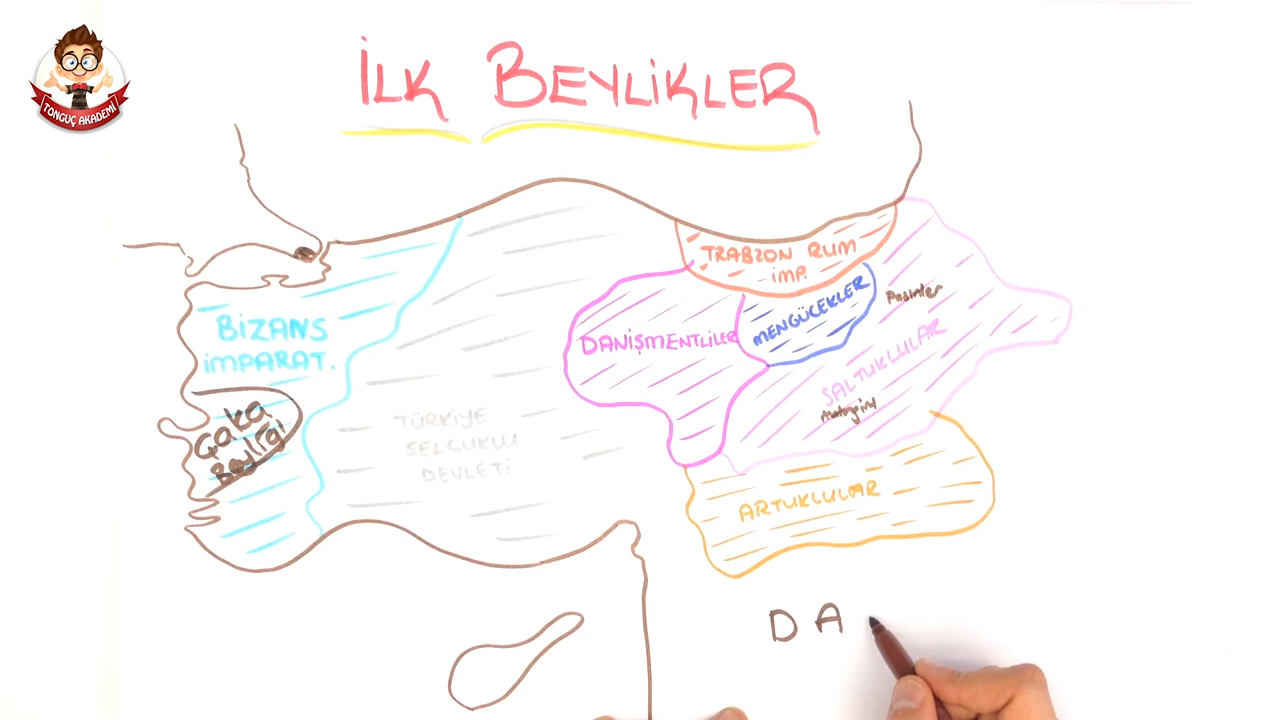 TONGUÇ AKADEMİ
İLK BEYLİKLER
TRABZON RUM
İMP.
BİZANS
İMPARAT.
DANİŞMENTLİLER
MENGÜCEKLER
Pasinler
SALTUKLULAR
Malazgirt
Çaka
Beyliği
TÜRKİYE
SELÇUKLU
DEVLETİ
ARTUKLULAR
D A